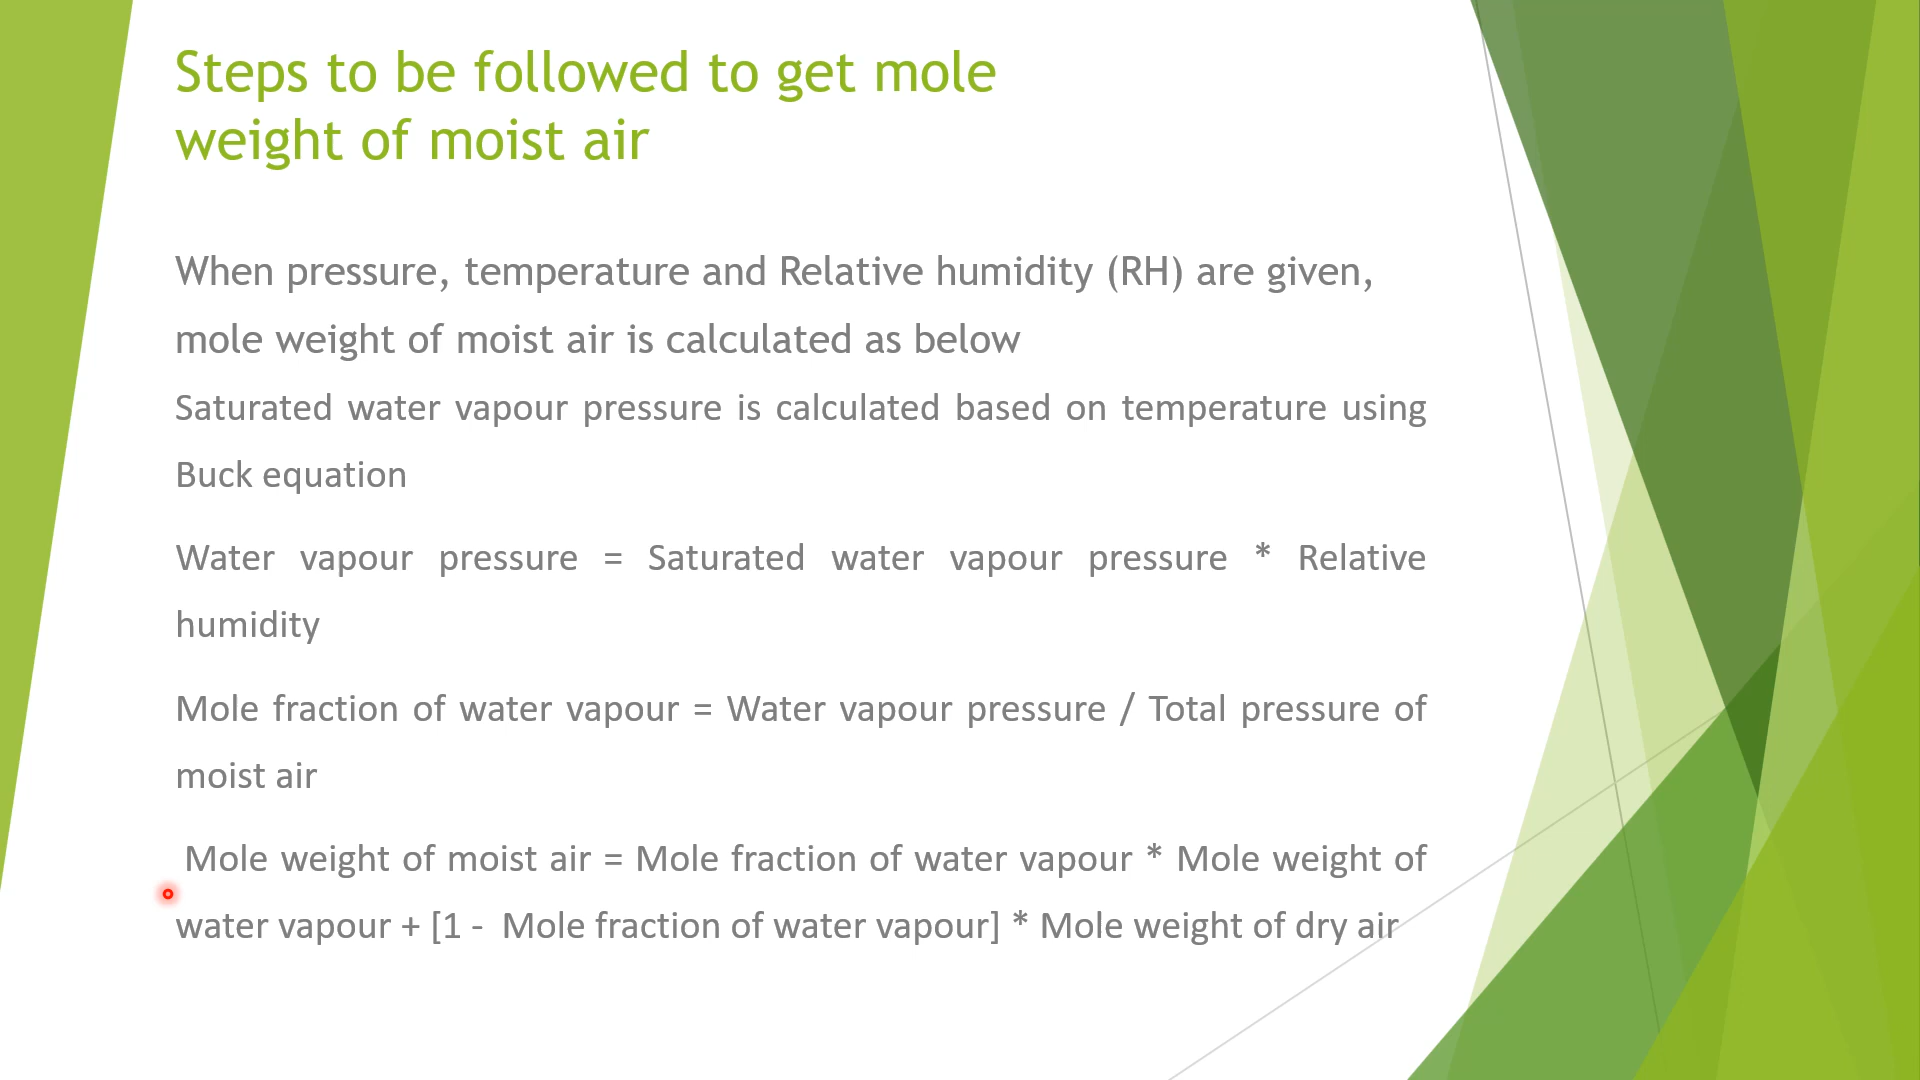 Steps to be followed to get mole
weight of moist air
When pressure, temperature and Relative humidity (RH) are given,
mole weight of moist air is calculated as below
Saturated water vapour pressure is calculated based on temperature using
Buck equation
Water vapour pressure = Saturated water vapour pressure * Relative
humidity
Mole fraction of water vapour = Water vapour pressure / Total pressure of
moist air
Mole weight of moist air = Mole fraction of water vapour * Mole weight of
water vapour + [1 - Mole fraction of water vapour] * Mole weight of dry air